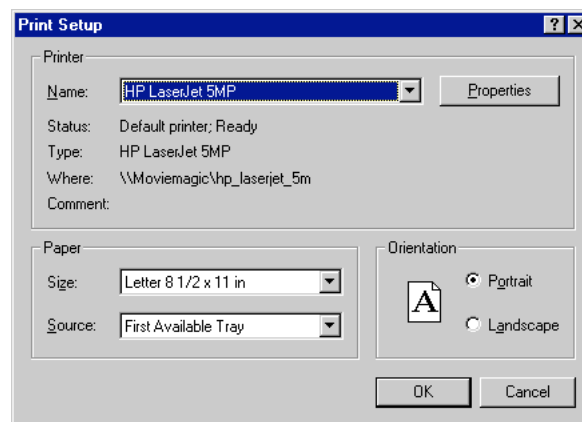 Print Setup
Printer
Name: HP LaserJet 5MP Properties
Status: Default printer; Ready
Type: HP LaserJet 5MP
Where: \\Moviemagic\hp_laserjet_5m
Comment:
Paper
Size: Letter 8 1/2 x 11 in
Source: First Available Tray
Orientation
A
Portrait
Landscape
OK Cancel